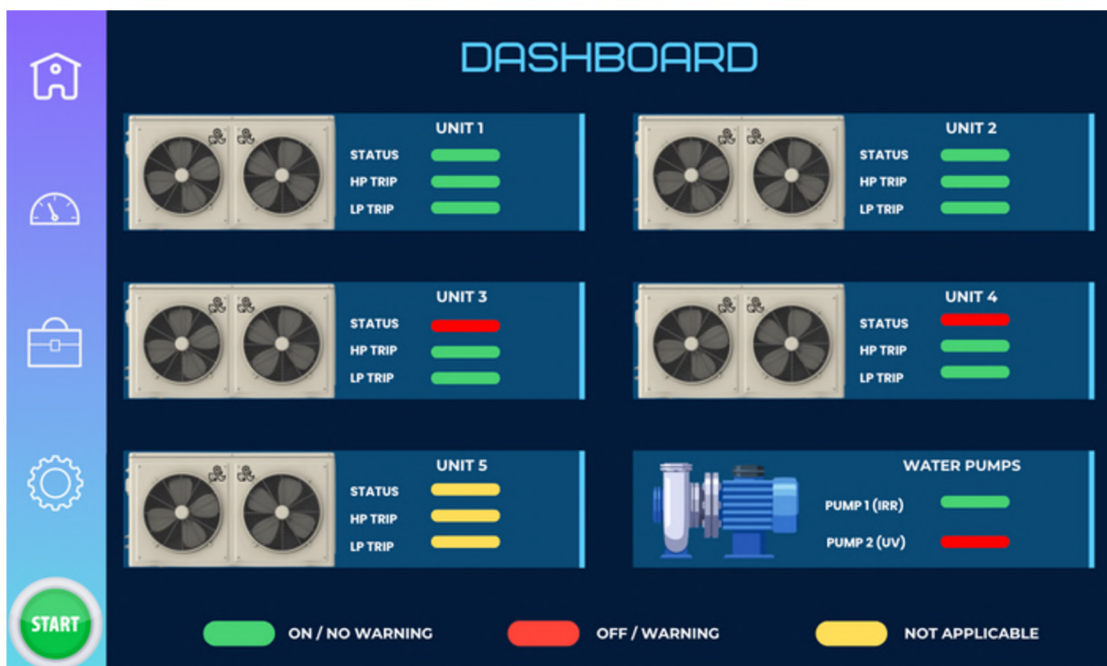 DASHBOARD
UNIT 1
STATUS
HP TRIP
LP TRIP
UNIT 2
STATUS
HP TRIP
LP TRIP
UNIT 3
STATUS
HP TRIP
LP TRIP
UNIT 4
STATUS
HP TRIP
LP TRIP
UNIT 5
STATUS
HP TRIP
LP TRIP
WATER PUMPS
PUMP 1 (IRR)
PUMP 2 (UV)
START
ON / NO WARNING
OFF / WARNING
NOT APPLICABLE